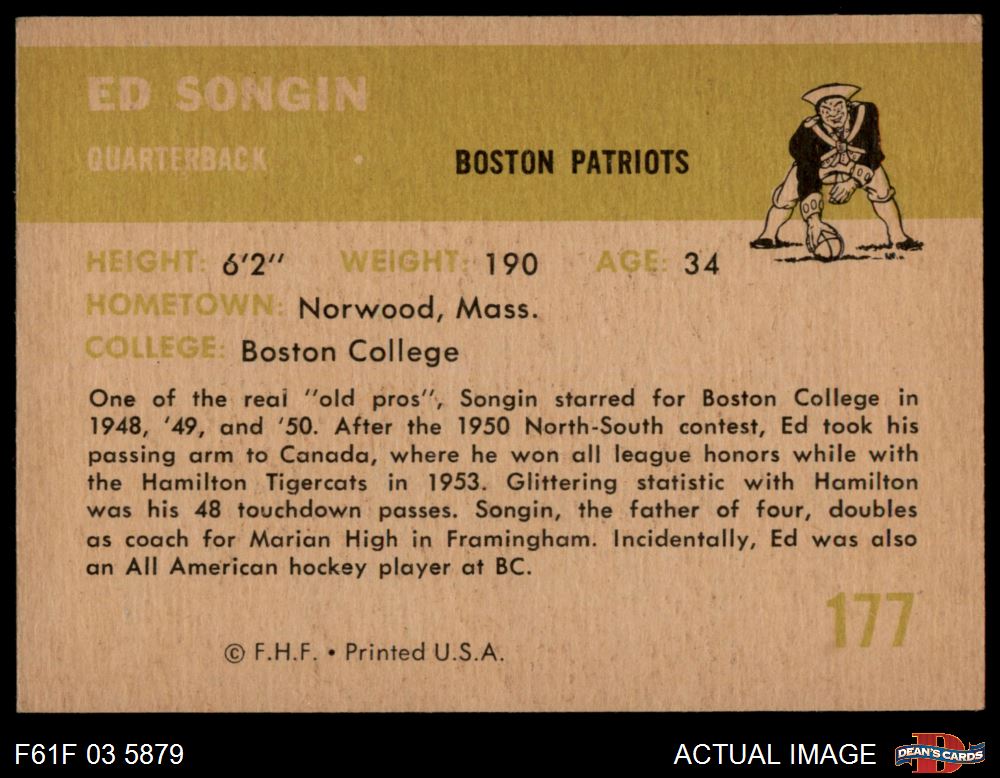 ED SONGIN
QUARTERBACK
BOSTON PATRIOTS
HEIGHT: 6'2" WEIGHT: 190 AGE: 34
HOMETOWN: Norwood, Mass.
COLLEGE: Boston College
One of the real "old pros", Songin starred for Boston College in
1948, '49, and '50. After the 1950 North-South contest, Ed took his
passing arm to Canada, where he won all league honors while with
the Hamilton Tigercats in 1953. Glittering statistic with Hamilton
was his 48 touchdown passes. Songin, the father of four, doubles
as coach for Marian High in Framingham. Incidentally, Ed was also
an All American hockey player at BC.
177
© F.H.F. • Printed U.S.A.
F61F 03 5879
ACTUAL IMAGE
DEAN'S CARDS